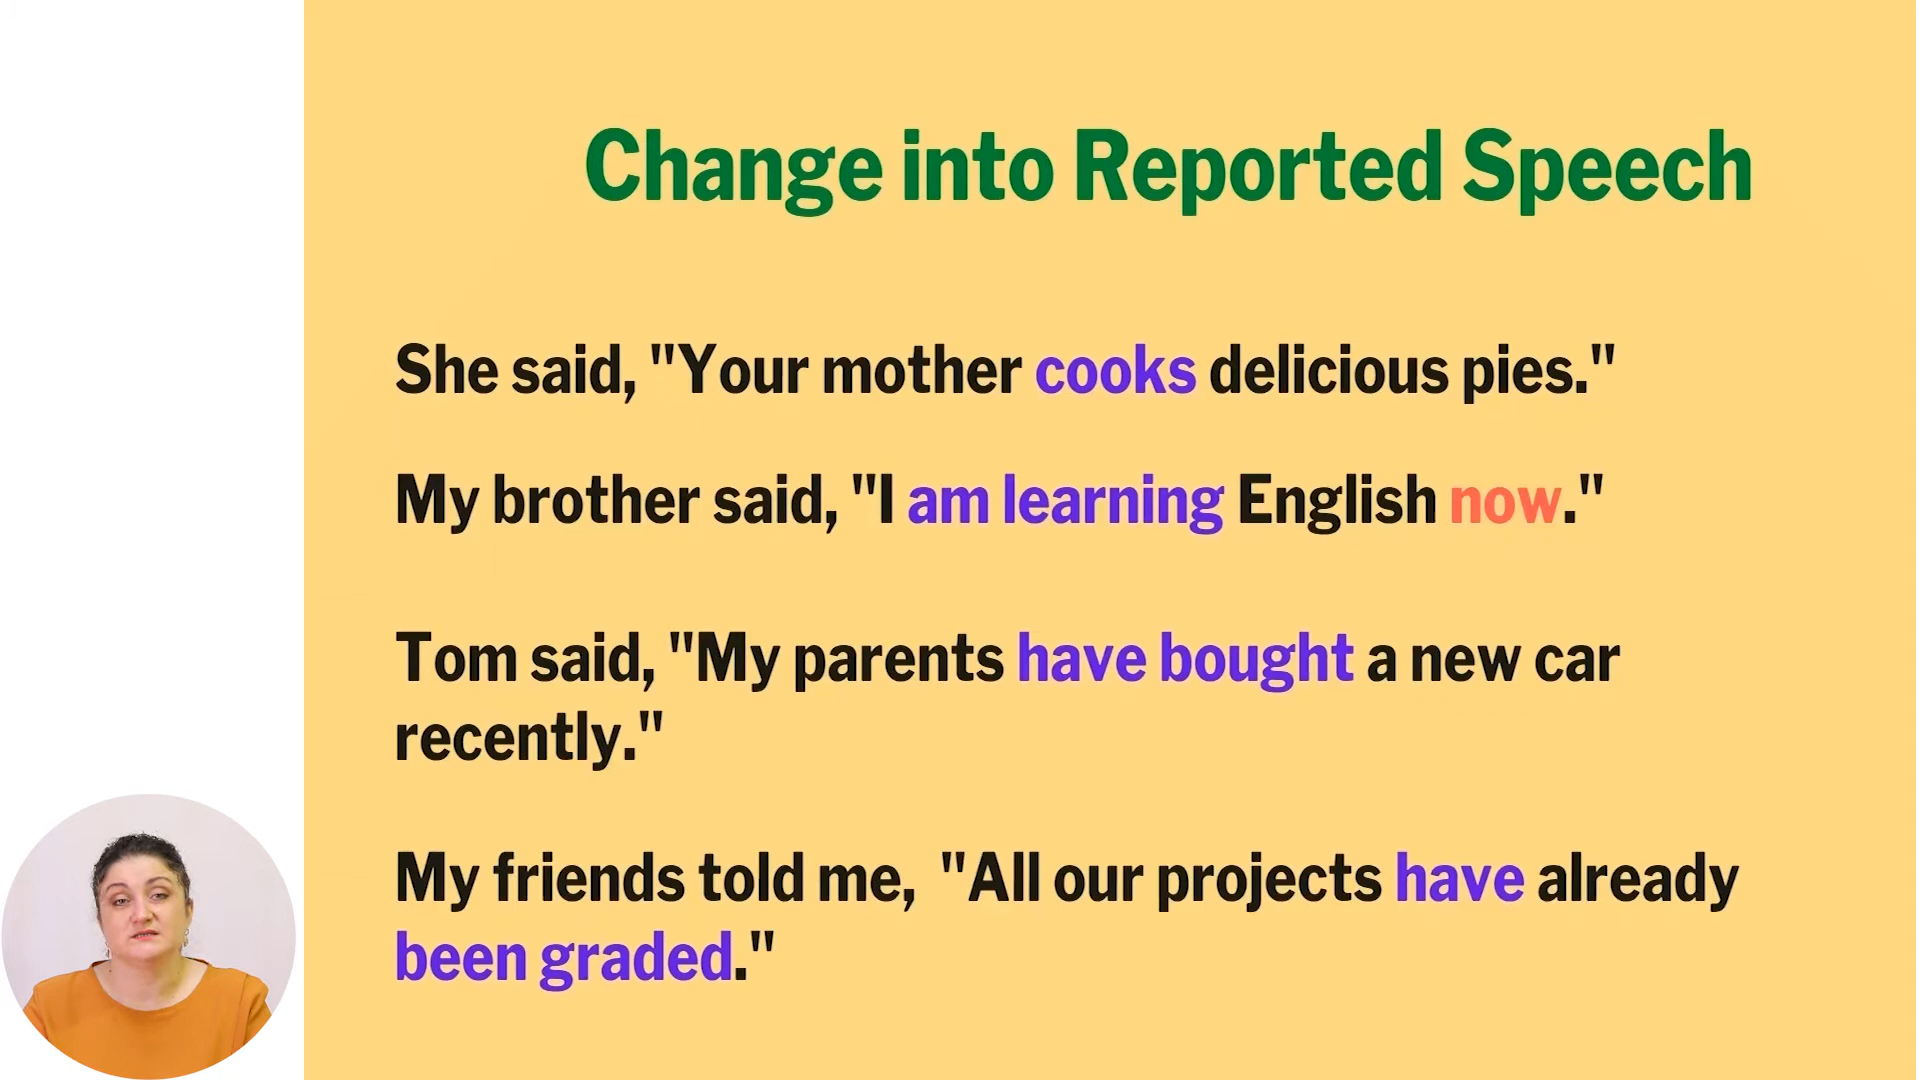 Change into Reported Speech
She said, "Your mother cooks delicious pies."
My brother said, "I am learning English now."
Tom said, "My parents have bought a new car
recently."
My friends told me, "All our projects have already
been graded."